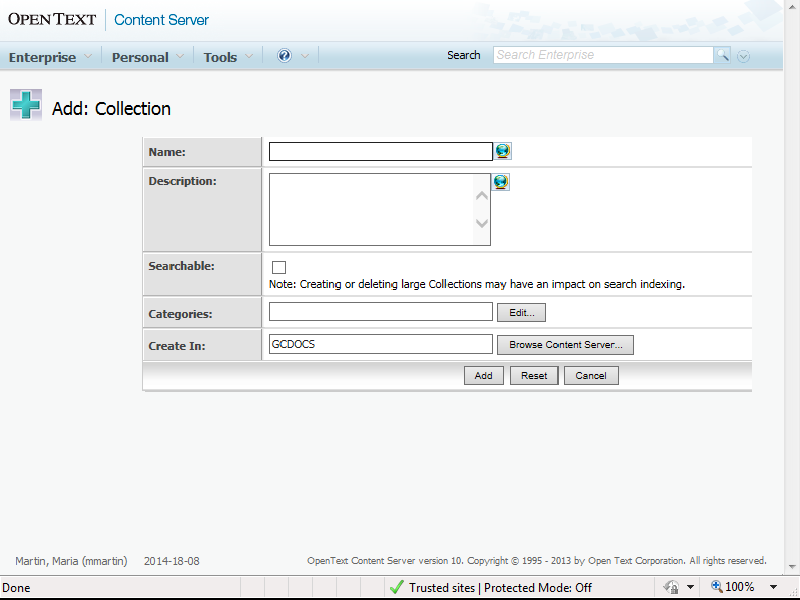 OPEN TEXT Content Server
Enterprise Personal Tools ? Search Search Enterprise
Add: Collection
Name:
Description:
Searchable:
Note: Creating or deleting large Collections may have an impact on search indexing.
Categories: Edit...
Create In: GCDOCS Browse Content Server...
Add Reset Cancel
Martin, Maria (mmartin) 2014-18-08 OpenText Content Server version 10. Copyright © 1995 - 2013 by Open Text Corporation. All rights reserved.
Done Trusted sites | Protected Mode: Off 100%